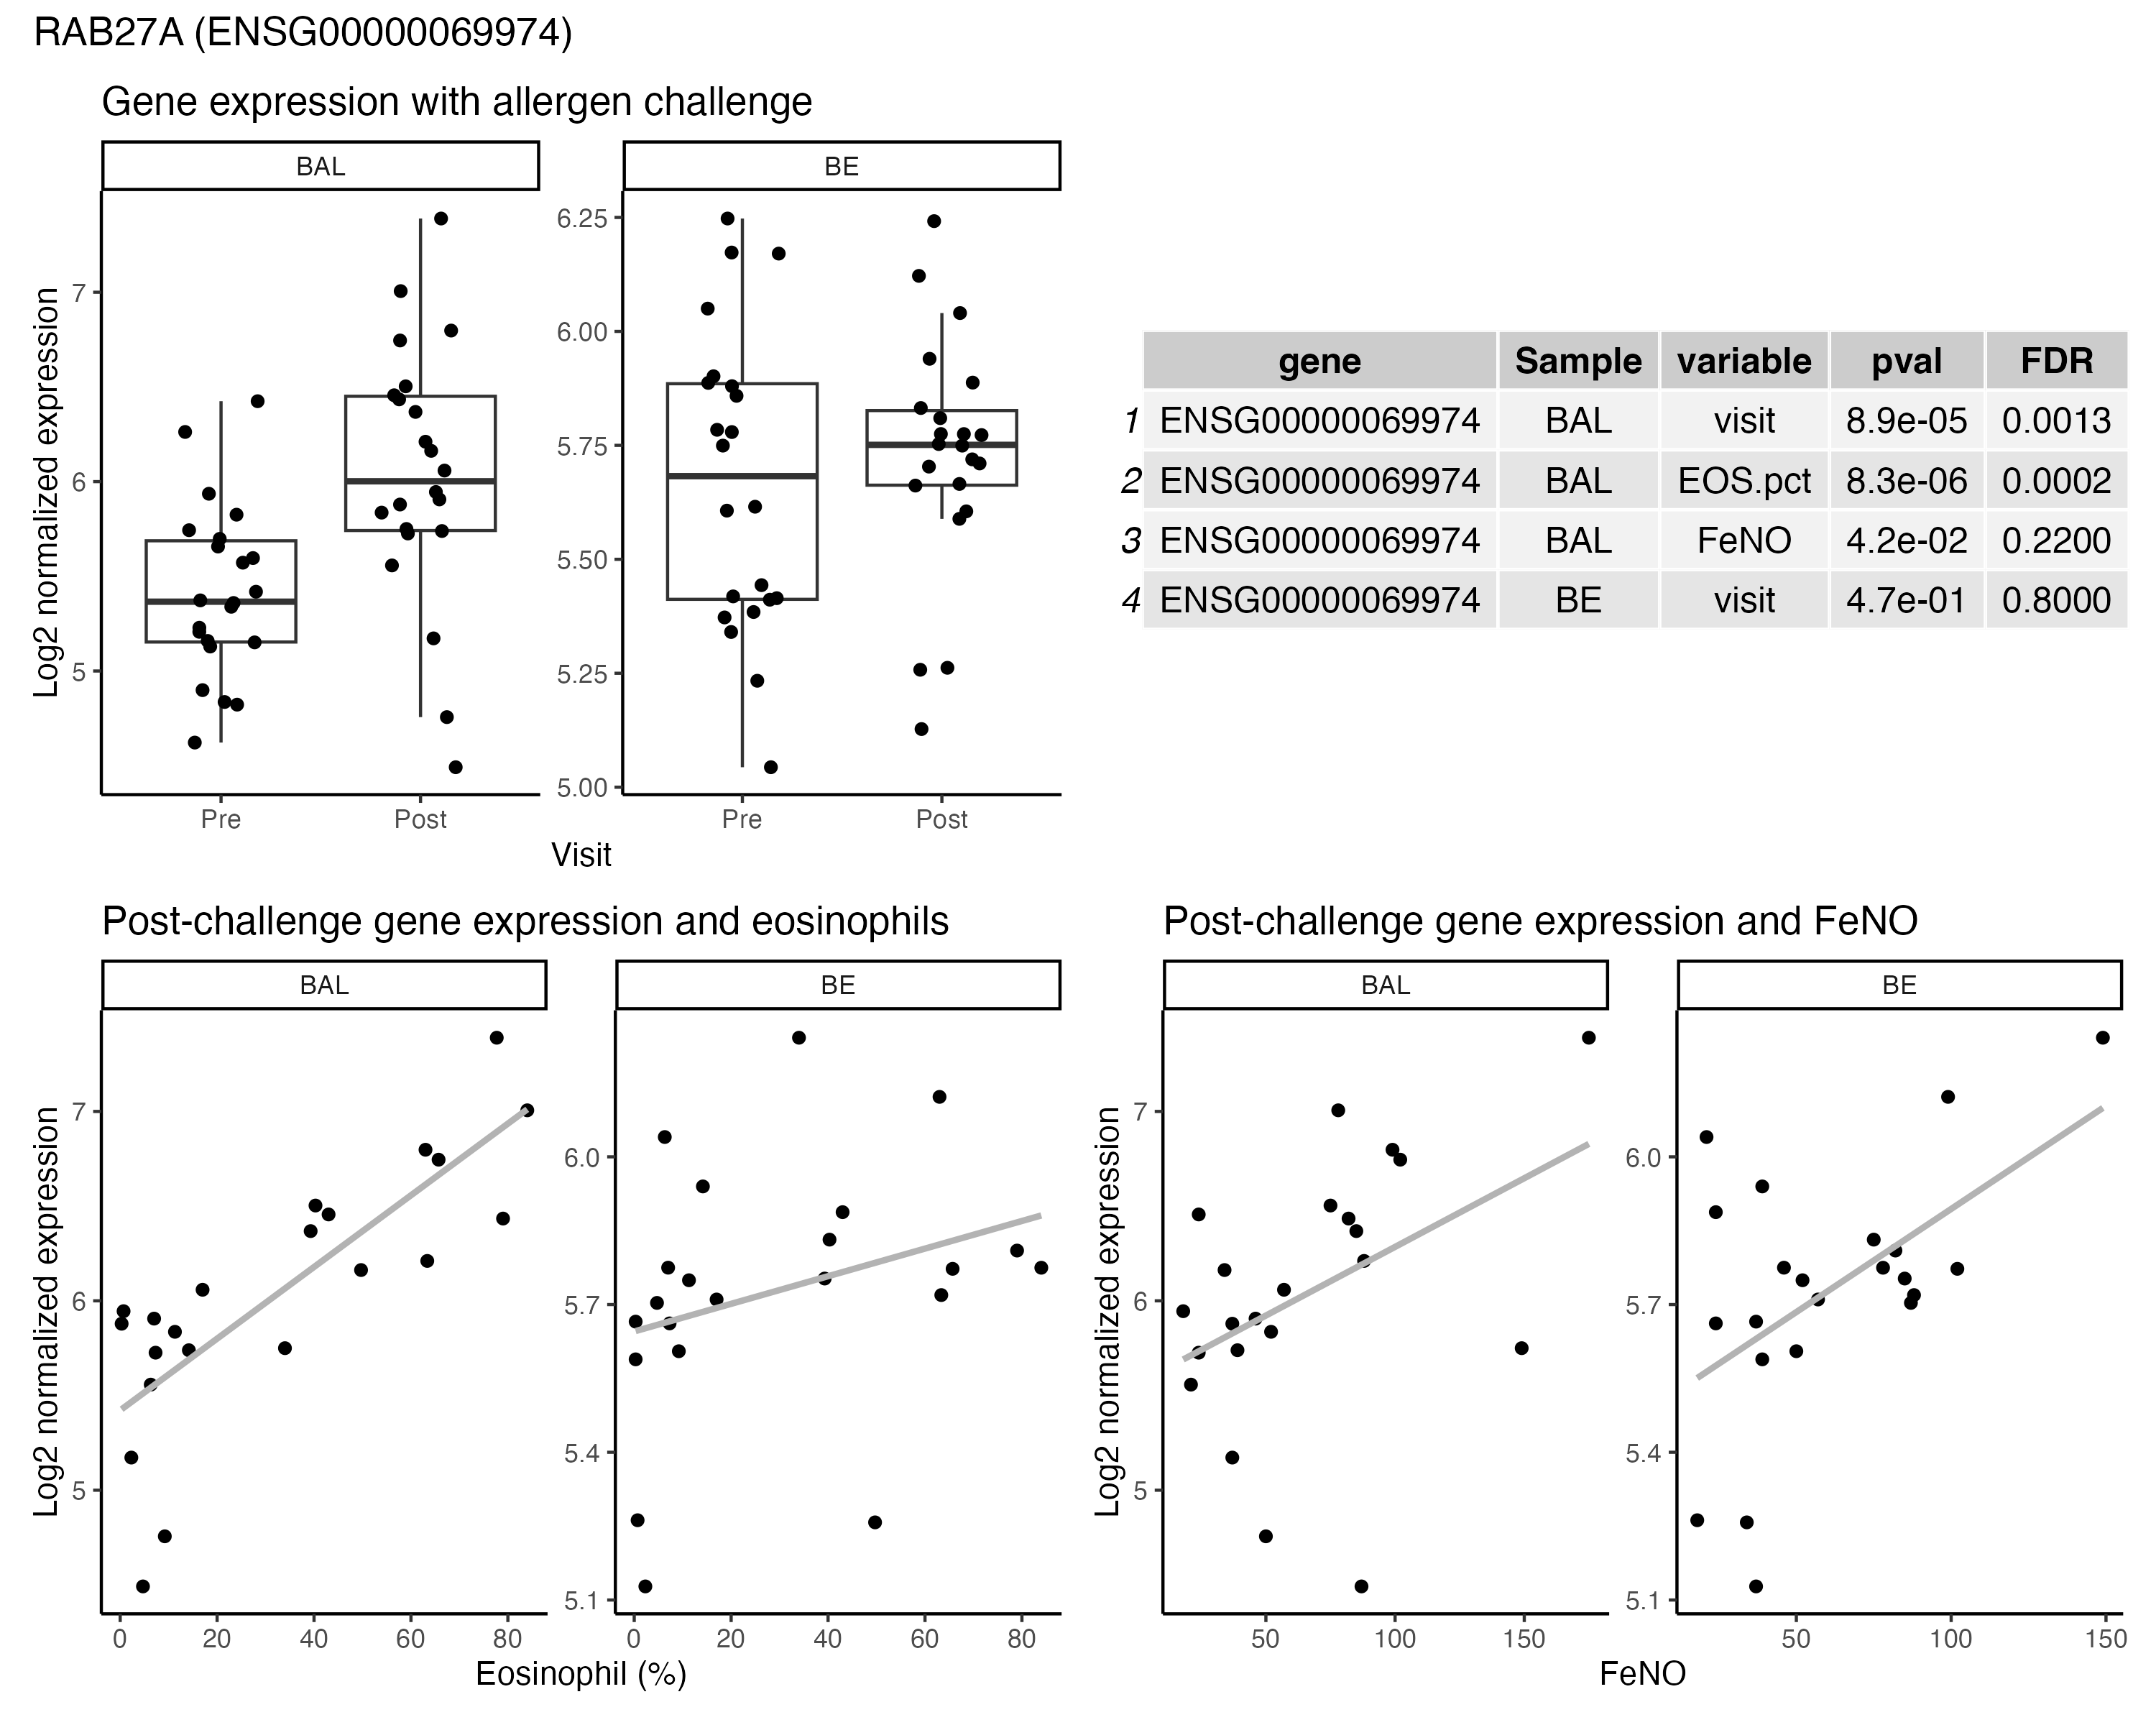 RAB27A (ENSG00000069974)
Gene expression with allergen challenge
BAL
BE
Log2 normalized expression
7
6
5
6.25
6.00
5.75
5.50
5.25
5.00
Pre
Post
Pre
Post
Visit
gene Sample variable pval FDR
1 ENSG00000069974 BAL visit 8.9e-05 0.0013
2 ENSG00000069974 BAL EOS.pct 8.3e-06 0.0002
3 ENSG00000069974 BAL FeNO 4.2e-02 0.2200
4 ENSG00000069974 BE visit 4.7e-01 0.8000
Post-challenge gene expression and eosinophils
BAL
BE
Log2 normalized expression
7
6
5
6.0
5.7
5.4
5.1
0 20 40 60 80
0 20 40 60 80
Eosinophil (%)
Post-challenge gene expression and FeNO
BAL
BE
Log2 normalized expression
7
6
5
6.0
5.7
5.4
5.1
50 100 150
50 100 150
FeNO